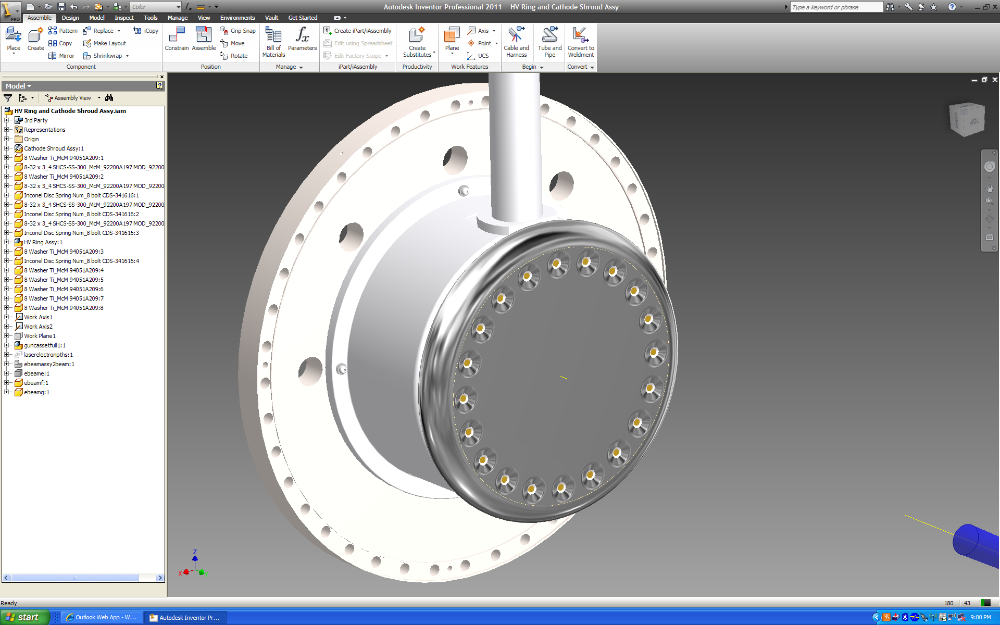 Color
Autodesk Inventor Professional 2011 HV Ring and Cathode Shroud Assy
Type a keyword or phrase
PRO
Assemble Design Model Inspect Tools Manage View Environments Vault Get Started
Place
Create
Pattern
Copy
Mirror
Replace
Make Layout
Shrinkwrap
iCopy
Component
Constrain
Assemble
Grip Snap
Move
Rotate
Position
Bill of
Materials
Parameters
Manage
Create iPart/iAssembly
Edit using Spreadsheet
Edit Factory Scope
iPart/iAssembly
Create
Substitutes
Productivity
Plane
Axis
Point
UCS
Work Features
Cable and
Harness
Tube and
Pipe
Begin
Convert to
Weldment
Convert
Model
Assembly View
HV Ring and Cathode Shroud Assy.iam
3rd Party
Representations
Origin
Cathode Shroud Assy:1
8 Washer Ti_McM 94051A209:1
8-32 x 3_4 SHCS-SS-300_McM_92200A197 MOD_92200
8 Washer Ti_McM 94051A209:2
8-32 x 3_4 SHCS-SS-300_McM_92200A197 MOD_92200
Inconel Disc Spring Num_8 bolt CDS-341616:1
8-32 x 3_4 SHCS-SS-300_McM_92200A197 MOD_92200
Inconel Disc Spring Num_8 bolt CDS-341616:2
8-32 x 3_4 SHCS-SS-300_McM_92200A197 MOD_92200
Inconel Disc Spring Num_8 bolt CDS-341616:3
HV Ring Assy:1
8 Washer Ti_McM 94051A209:3
Inconel Disc Spring Num_8 bolt CDS-341616:4
8 Washer Ti_McM 94051A209:4
8 Washer Ti_McM 94051A209:5
8 Washer Ti_McM 94051A209:6
8 Washer Ti_McM 94051A209:7
8 Washer Ti_McM 94051A209:8
Work Axis1
Work Axis2
Work Plane1
guncassetfull1:1
laserelectronpths:1
ebeamassy2beam:1
ebeame:1
ebeamf:1
ebeamg:1
RIGHT
TOP
Z
X
Y
Ready
180 43
start
Outlook Web App - W...
Autodesk Inventor Pr...
9:00 PM